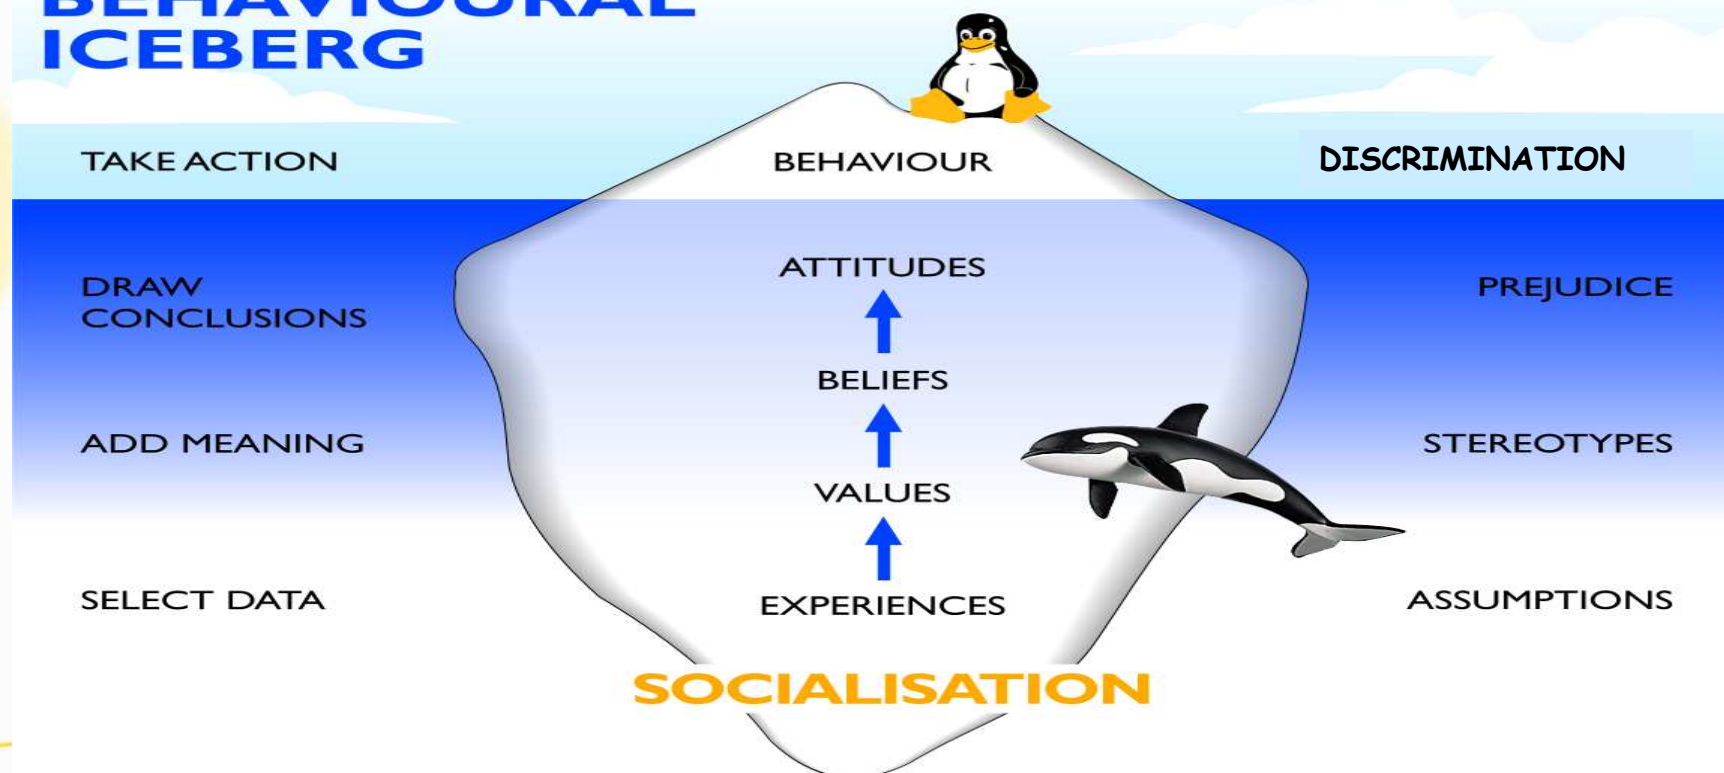 BEHAVIOURAL
ICEBERG
TAKE ACTION
BEHAVIOUR
DISCRIMINATION
ATTITUDES
DRAW
CONCLUSIONS
PREJUDICE
BELIEFS
ADD MEANING
STEREOTYPES
VALUES
SELECT DATA
EXPERIENCES
ASSUMPTIONS
SOCIALISATION